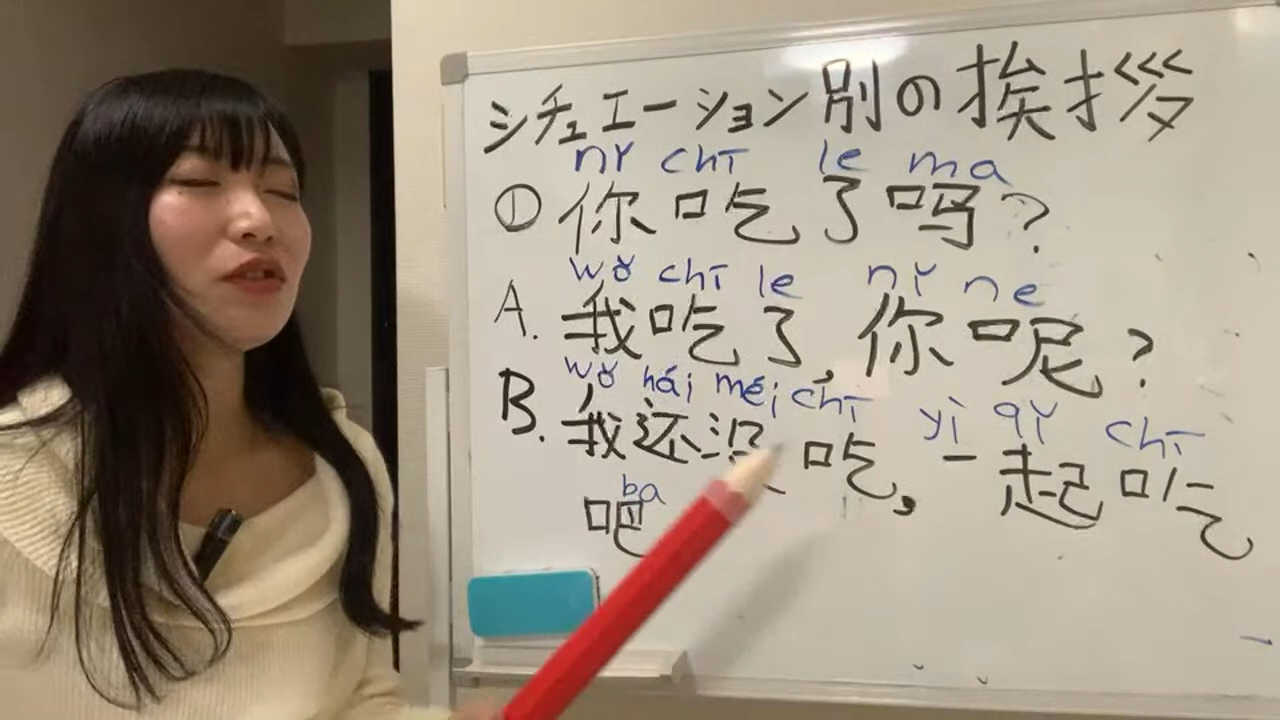 シチュエーション別の挨拶
nǐ chī le ma
① 你吃了吗?
wǒ chī le nǐ ne
A. 我吃了,你呢?
wǒ hái méi chī yì qǐ chī
B. 我还没吃,一起吃
ba
吧